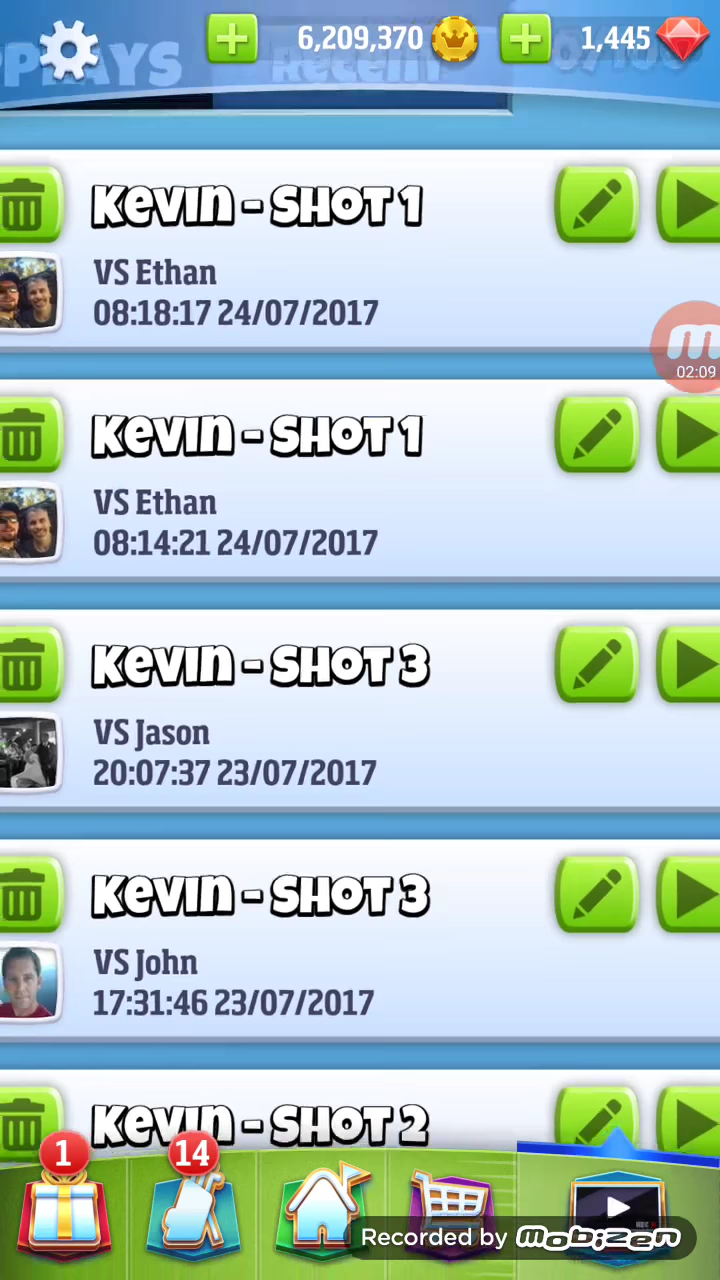 6,209,370
1,445
PLAYS
Recent
Kevin - SHOT 1
VS Ethan
08:18:17 24/07/2017
02:09
Kevin - SHOT 1
VS Ethan
08:14:21 24/07/2017
Kevin - SHOT 3
VS Jason
20:07:37 23/07/2017
Kevin - SHOT 3
VS John
17:31:46 23/07/2017
Kevin - SHOT 2
1
14
Recorded by mobizen